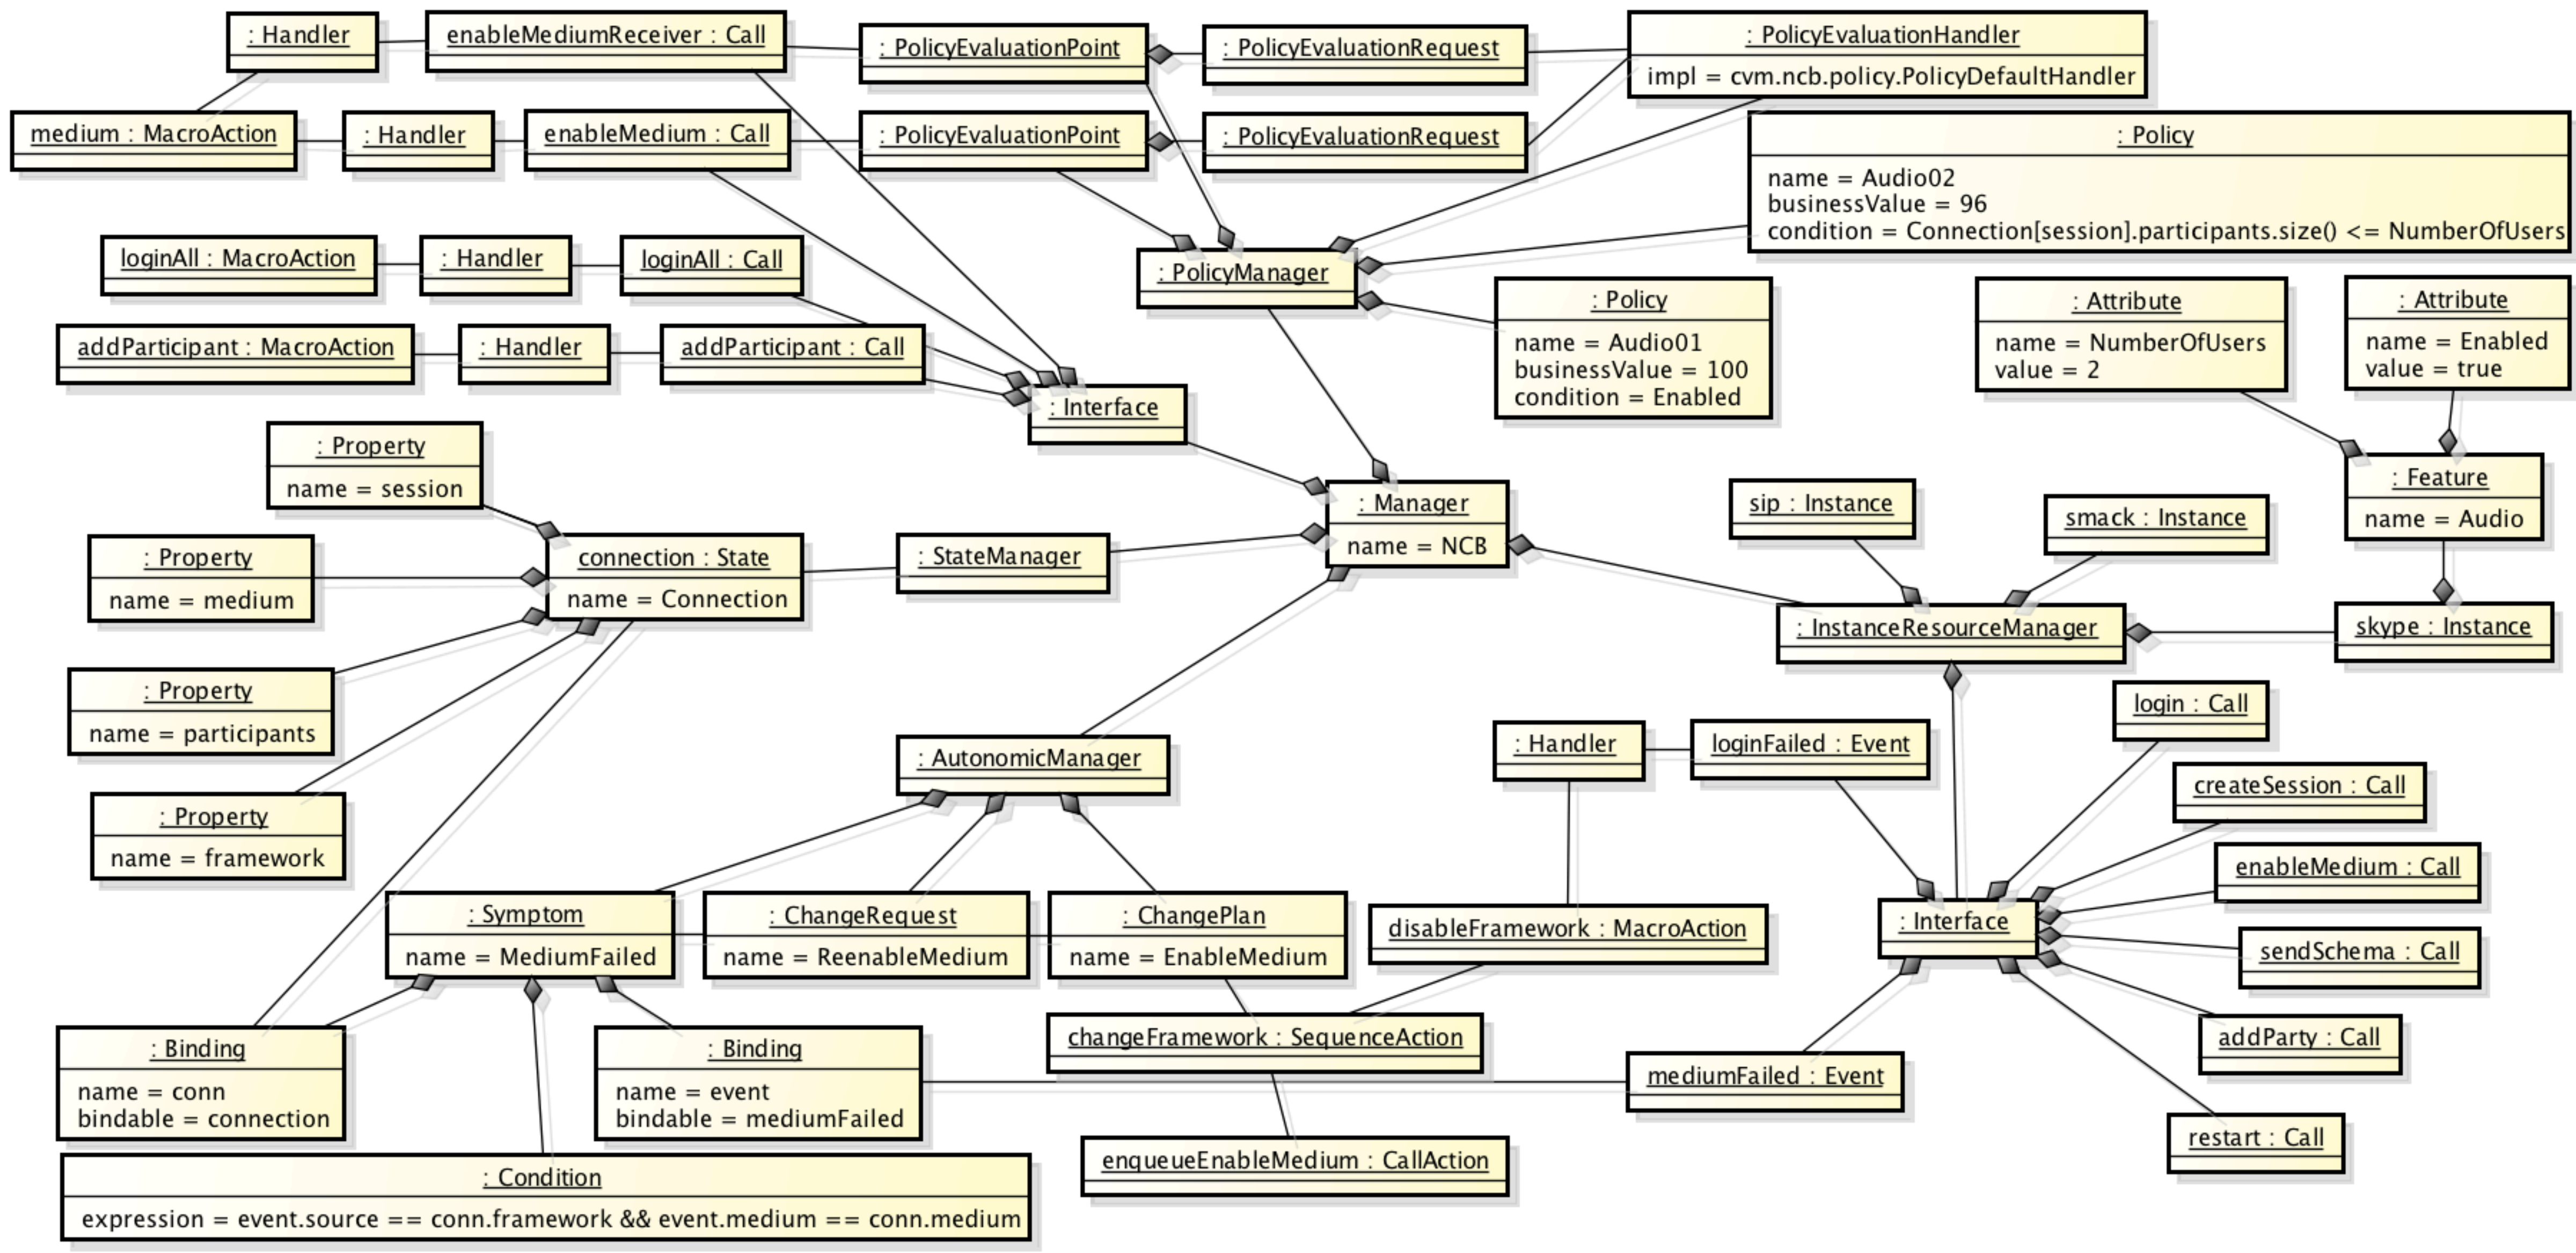 : Handler
enableMediumReceiver : Call
: PolicyEvaluationPoint
: PolicyEvaluationRequest
: PolicyEvaluationHandler
impl = cvm.ncb.policy.PolicyDefaultHandler
medium : MacroAction
: Handler
enableMedium : Call
: PolicyEvaluationPoint
: PolicyEvaluationRequest
: Policy
name = Audio02
businessValue = 96
condition = Connection[session].participants.size() <= NumberOfUsers
loginAll : MacroAction
: Handler
loginAll : Call
: PolicyManager
: Policy
name = Audio01
businessValue = 100
condition = Enabled
: Attribute
name = NumberOfUsers
value = 2
: Attribute
name = Enabled
value = true
addParticipant : MacroAction
: Handler
addParticipant : Call
: Interface
: Property
name = session
: Manager
name = NCB
sip : Instance
smack : Instance
: Feature
name = Audio
: Property
name = medium
connection : State
name = Connection
: StateManager
: InstanceResourceManager
skype : Instance
: Property
name = participants
: AutonomicManager
: Handler
loginFailed : Event
login : Call
createSession : Call
: Property
name = framework
enableMedium : Call
: Symptom
name = MediumFailed
: ChangeRequest
name = ReenableMedium
: ChangePlan
name = EnableMedium
disableFramework : MacroAction
: Interface
sendSchema : Call
: Binding
name = conn
bindable = connection
: Binding
name = event
bindable = mediumFailed
changeFramework : SequenceAction
mediumFailed : Event
addParty : Call
restart : Call
enqueueEnableMedium : CallAction
: Condition
expression = event.source == conn.framework && event.medium == conn.medium